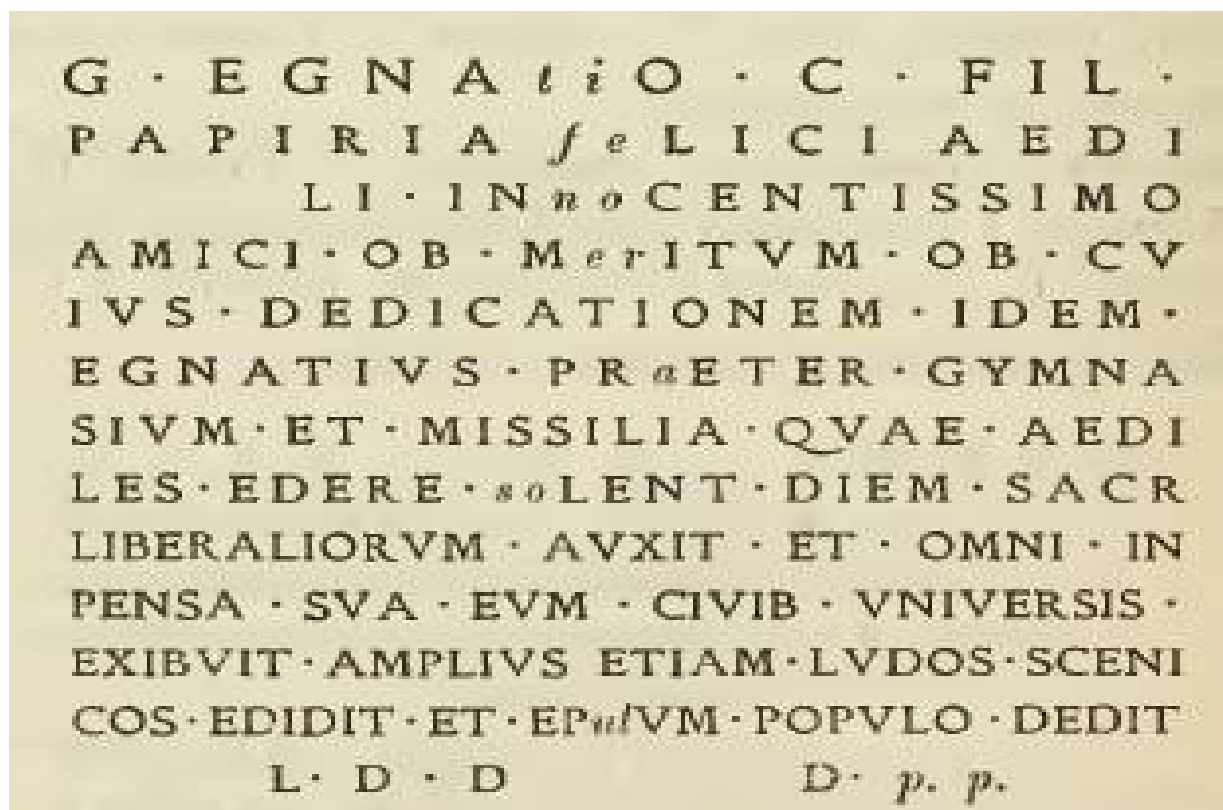 G · EGNAtiO · C · FIL ·
PAPIRIA feLICI AEDI
LI · INnoCENTISSIMO
AMICI · OB · MerITVM · OB · CV
IVS · DEDICATIONEM · IDEM ·
EGNATIVS · PRaETER · GYMNA
SIVM · ET · MISSILIA · QVAE · AEDI
LES · EDERE · soLENT · DIEM · SACR
LIBERALIORVM · AVXIT · ET · OMNI · IN
PENSA · SVA · EVM · CIVIB · VNIVERSIS ·
EXIBVIT · AMPLIVS ETIAM · LVDOS · SCENI
COS · EDIDIT · ET · EPulVM · POPVLO · DEDIT
L · D · D D · p. p.